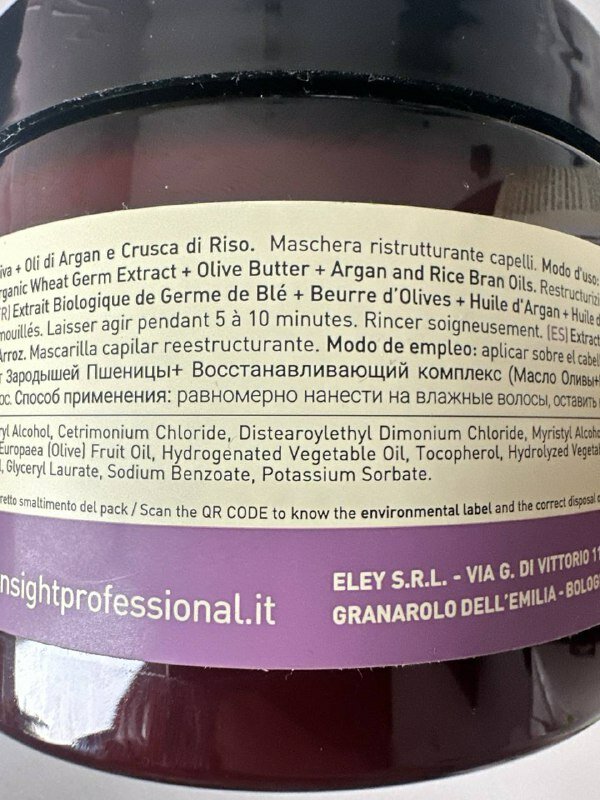 iva + Oli di Argan e Crusca di Riso. Maschera ristrutturante capelli. Modo d'uso:
rganic Wheat Germ Extract + Olive Butter + Argan and Rice Bran Oils. Restructurizi
FR) Extrait Biologique de Germe de Blé + Beurre d'Olives + Huile d'Argan + Huile d
mouillés. Laisser agir pendant 5 à 10 minutes. Rincer soigneusement. (ES) Extract
Arroz. Mascarilla capilar reestructurante. Modo de empleo: aplicar sobre el cabell
т Зародышей Пшеницы+ Восстанавливающий комплекс (Масло Оливы+
ос. Способ применения: равномерно нанести на влажные волосы, оставить
ryl Alcohol, Cetrimonium Chloride, Distearoylethyl Dimonium Chloride, Myristyl Alcoho
Europaea (Olive) Fruit Oil, Hydrogenated Vegetable Oil, Tocopherol, Hydrolyzed Vegetab
l, Glyceryl Laurate, Sodium Benzoate, Potassium Sorbate.
retto smaltimento del pack / Scan the QR CODE to know the environmental label and the correct disposal o
nsightprofessional.it
ELEY S.R.L. - VIA G. DI VITTORIO 11
GRANAROLO DELL'EMILIA - BOLOG